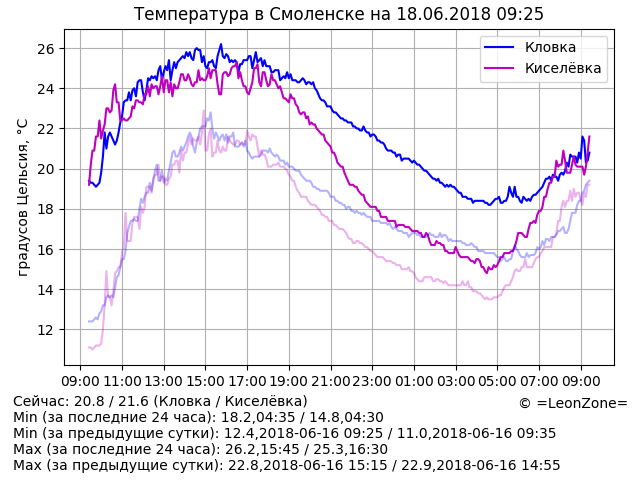 Температура в Смоленске на 18.06.2018 09:25
Кловка
Киселёвка
градусов Цельсия, °C
26
24
22
20
18
16
14
12
09:00 11:00 13:00 15:00 17:00 19:00 21:00 23:00 01:00 03:00 05:00 07:00 09:00
Сейчас: 20.8 / 21.6 (Кловка / Киселёвка)
© =LeonZone=
Min (за последние 24 часа): 18.2,04:35 / 14.8,04:30
Min (за предыдущие сутки): 12.4,2018-06-16 09:25 / 11.0,2018-06-16 09:35
Max (за последние 24 часа): 26.2,15:45 / 25.3,16:30
Max (за предыдущие сутки): 22.8,2018-06-16 15:15 / 22.9,2018-06-16 14:55